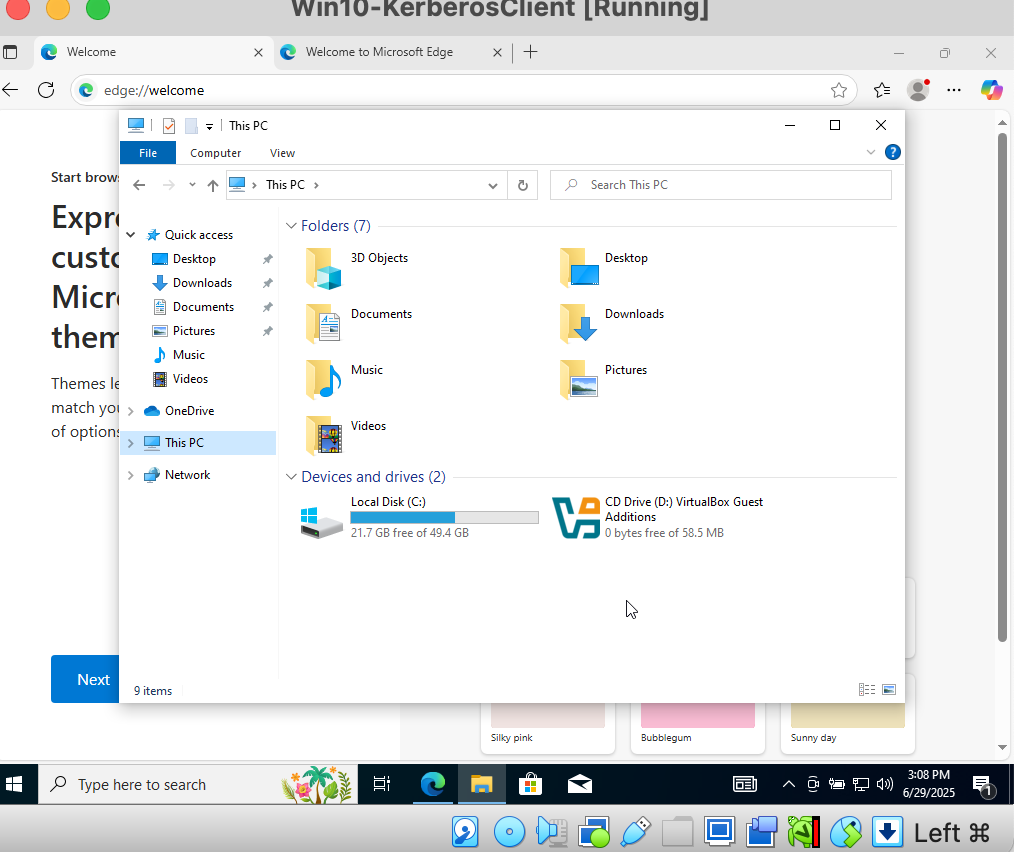 Win10-KerberosClient [Running]
Welcome
Welcome to Microsoft Edge
edge://welcome
This PC
File
Computer
View
This PC
Search This PC
Start brows
Expre
custo
Micro
them
Themes le
match you
of options
Next
Quick access
Desktop
Downloads
Documents
Pictures
Music
Videos
OneDrive
This PC
Network
Folders (7)
3D Objects
Desktop
Documents
Downloads
Music
Pictures
Videos
Devices and drives (2)
Local Disk (C:)
21.7 GB free of 49.4 GB
CD Drive (D:) VirtualBox Guest
Additions
0 bytes free of 58.5 MB
9 items
Silky pink
Bubblegum
Sunny day
Type here to search
3:08 PM
6/29/2025
1
Left ⌘